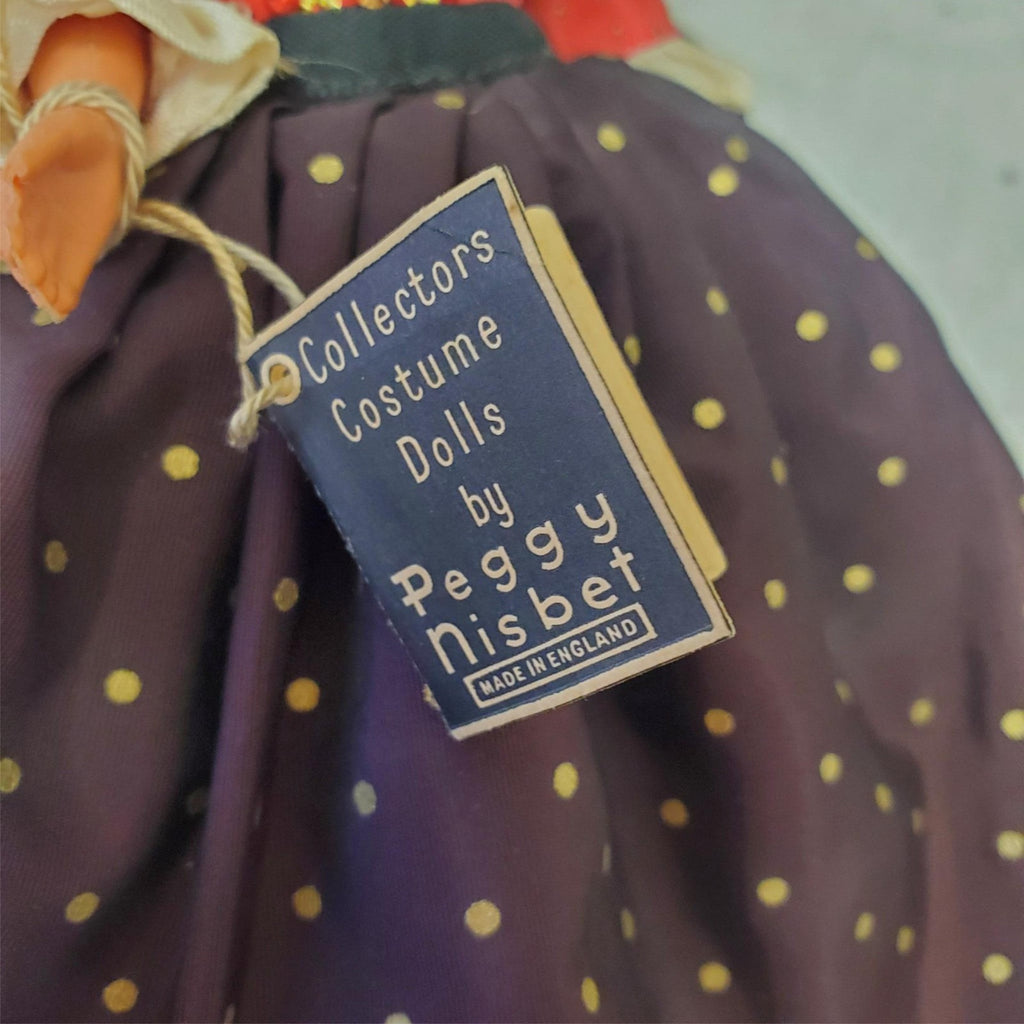 Collectors
Costume
Dolls
by
Peggy
Nisbet
MADE IN ENGLAND